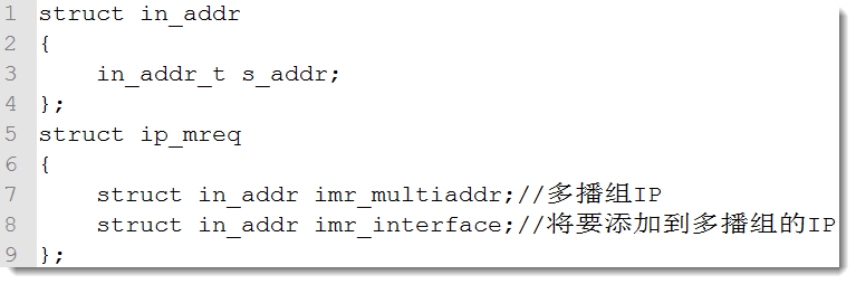 1 struct in_addr
2 {
3     in_addr_t s_addr;
4 };
5 struct ip_mreq
6 {
7     struct in_addr imr_multiaddr;//多播组IP
8     struct in_addr imr_interface;//将要添加到多播组的IP
9 };